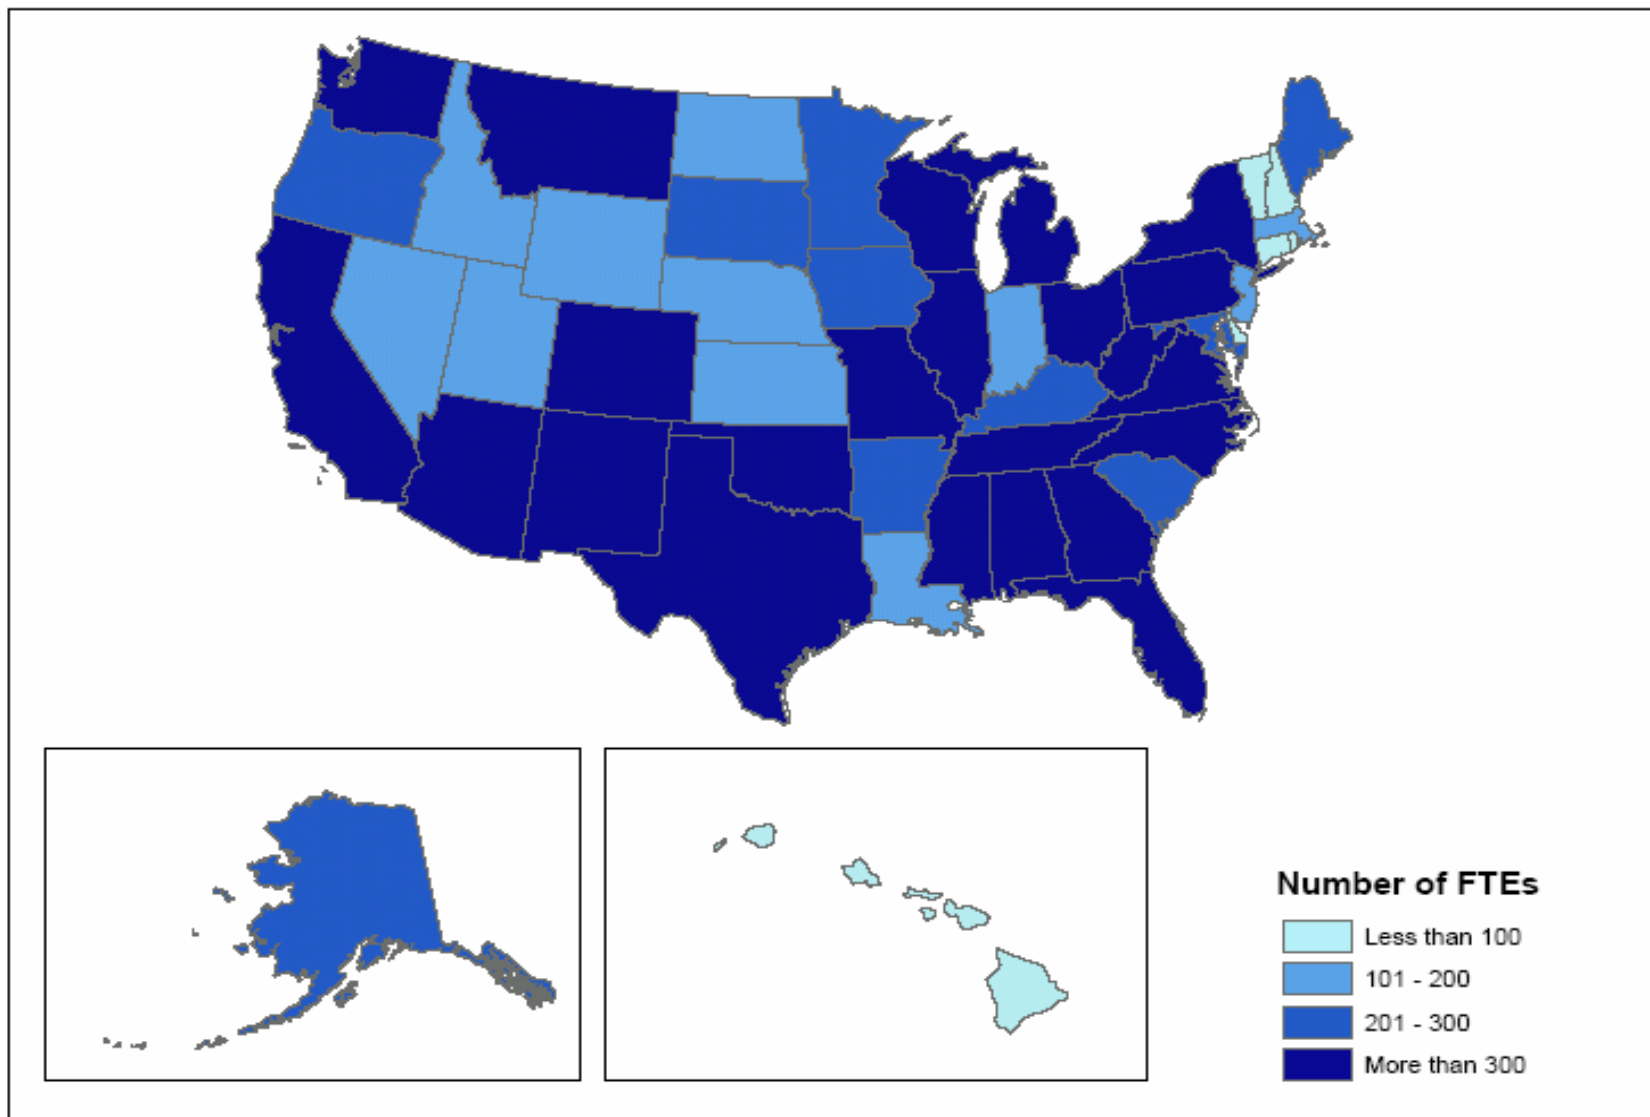 Number of FTEs
Less than 100
101 - 200
201 - 300
More than 300